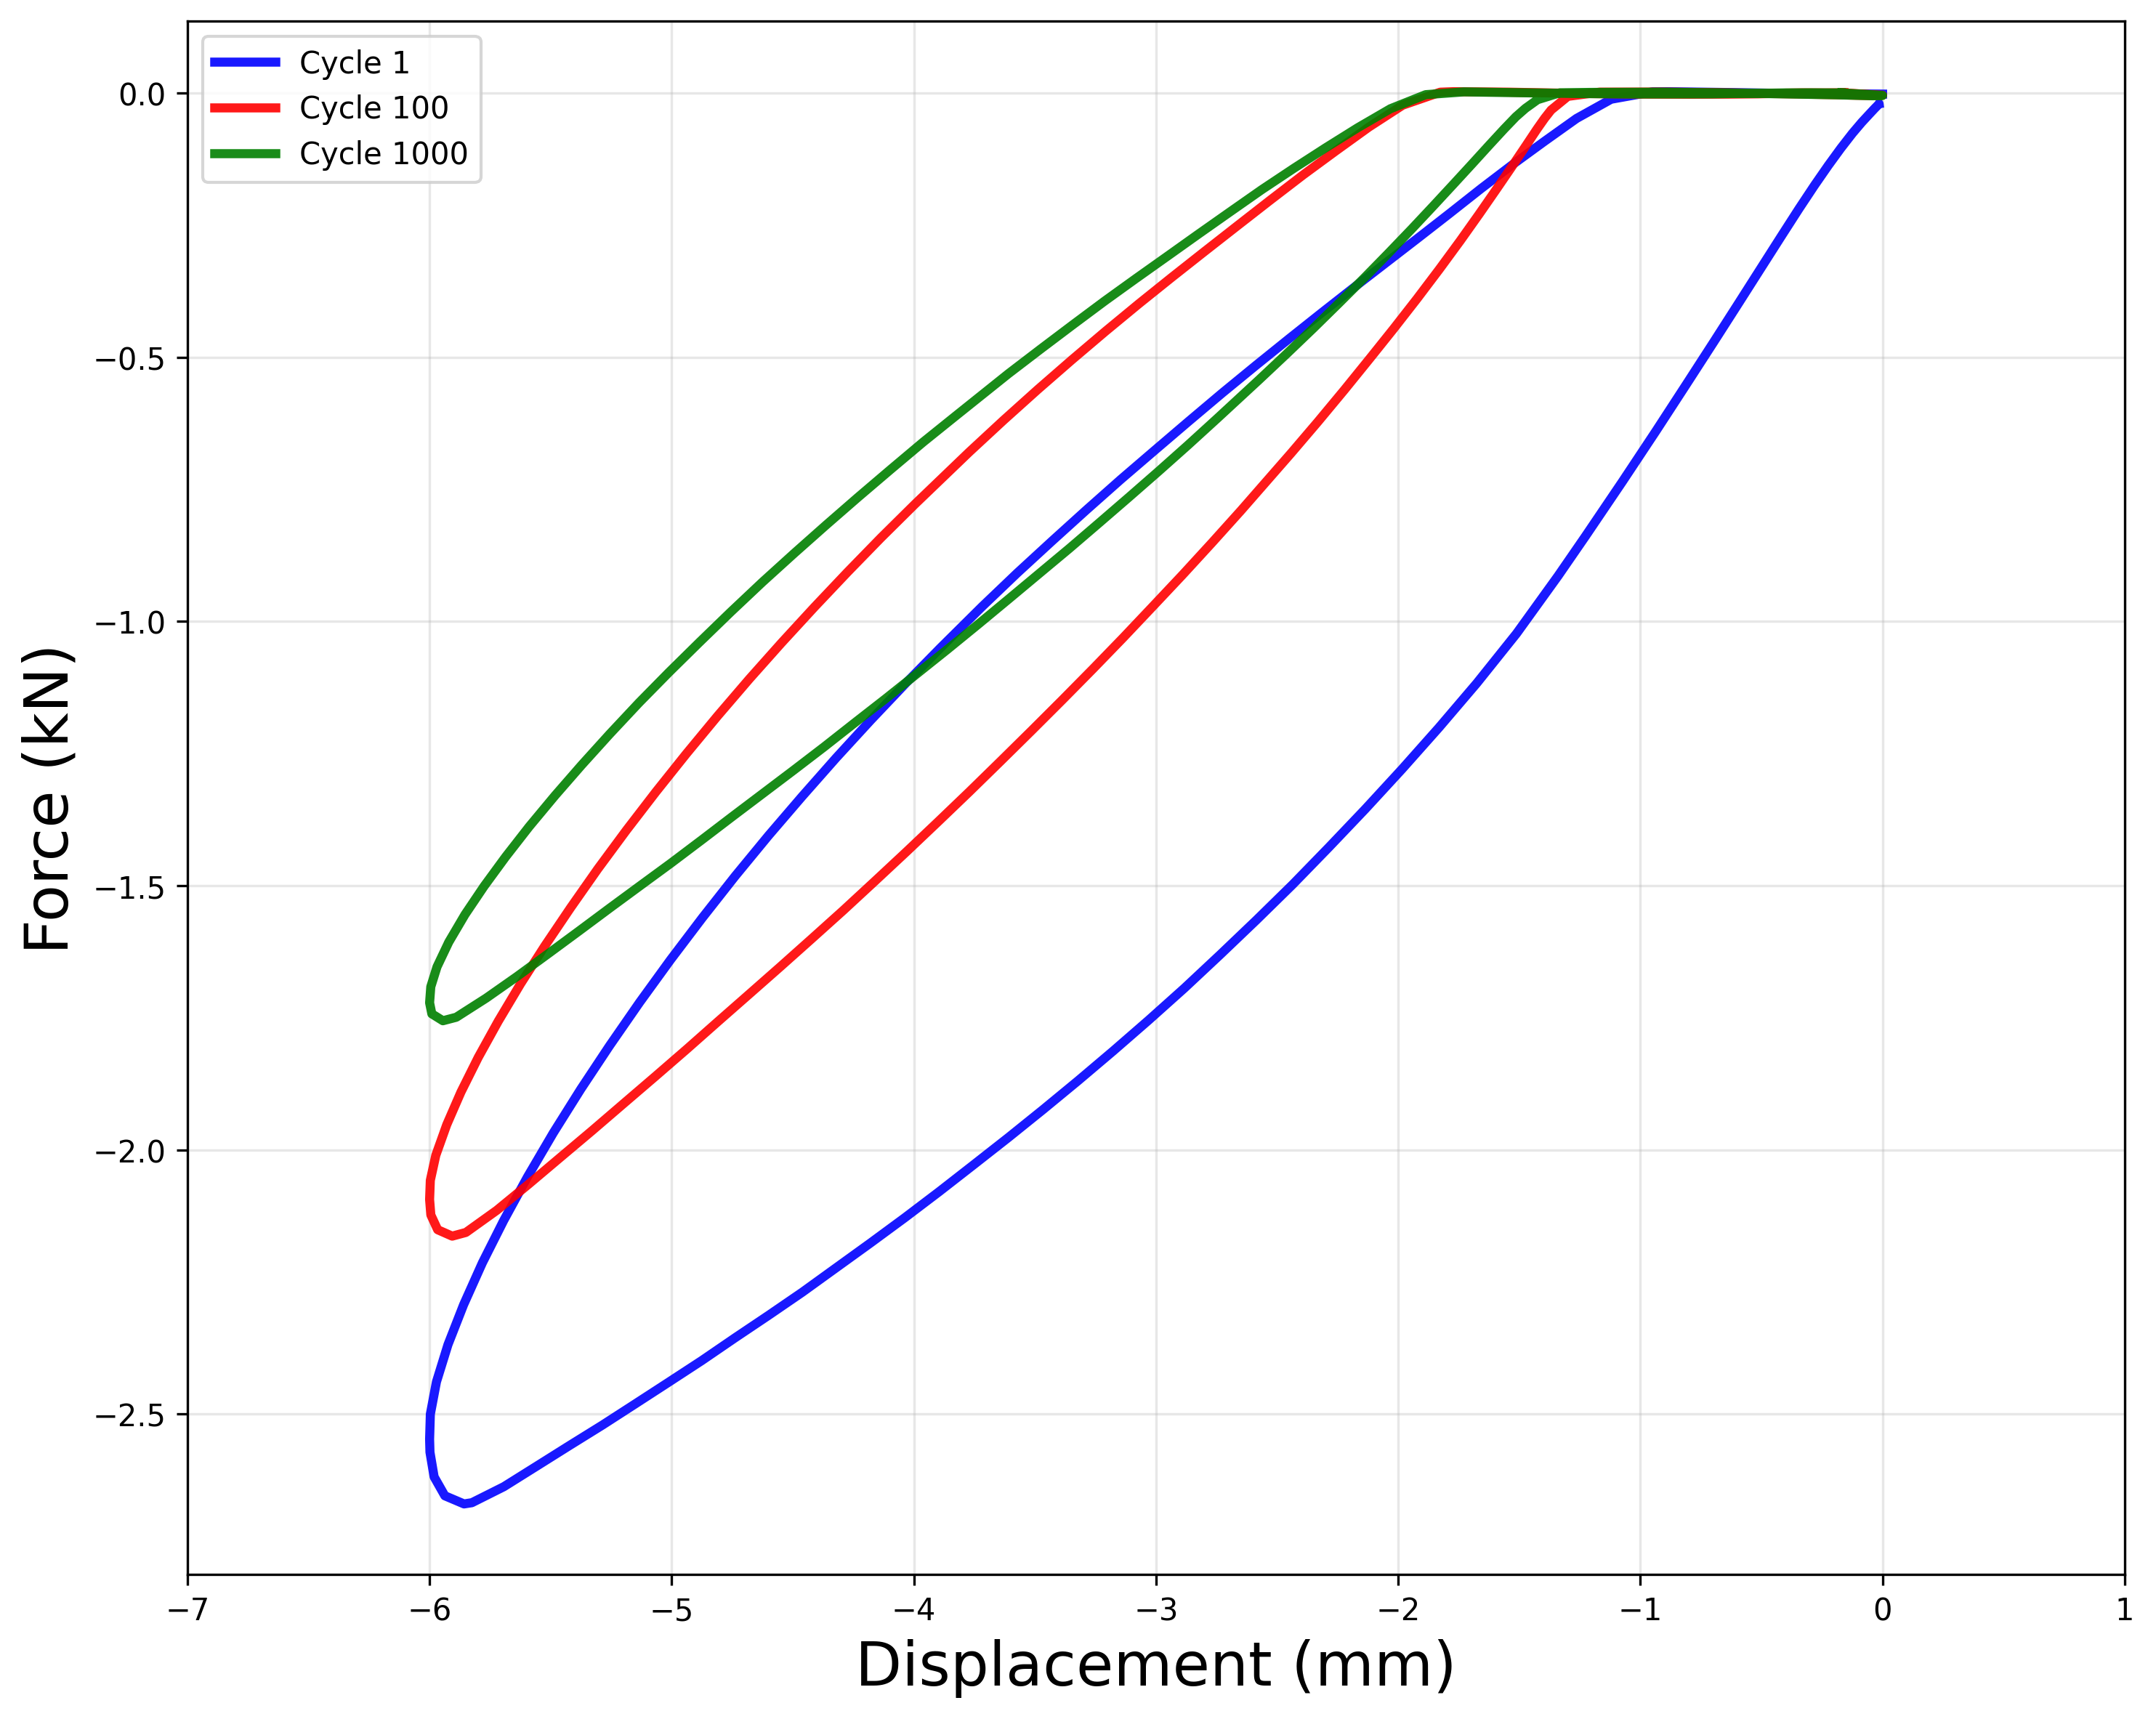 Cycle 1
Cycle 100
Cycle 1000
0.0
−0.5
−1.0
−1.5
−2.0
−2.5
Force (kN)
−7 −6 −5 −4 −3 −2 −1 0 1
Displacement (mm)